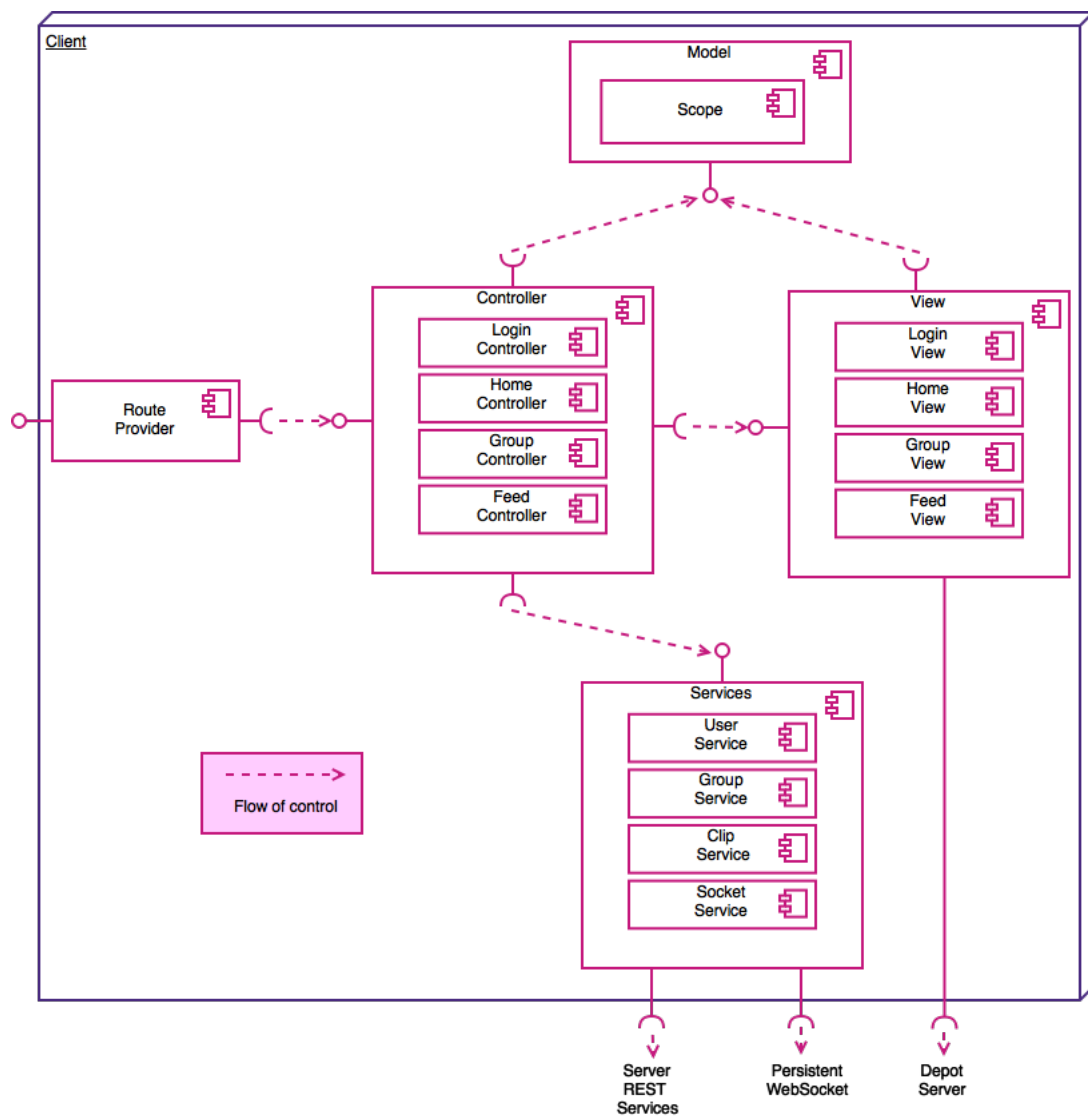 Client
Model
Scope
Controller
Login
Controller
Home
Controller
Group
Controller
Feed
Controller
View
Login
View
Home
View
Group
View
Feed
View
Route
Provider
Services
User
Service
Group
Service
Clip
Service
Socket
Service
Flow of control
Server
REST
Services
Persistent
WebSocket
Depot
Server